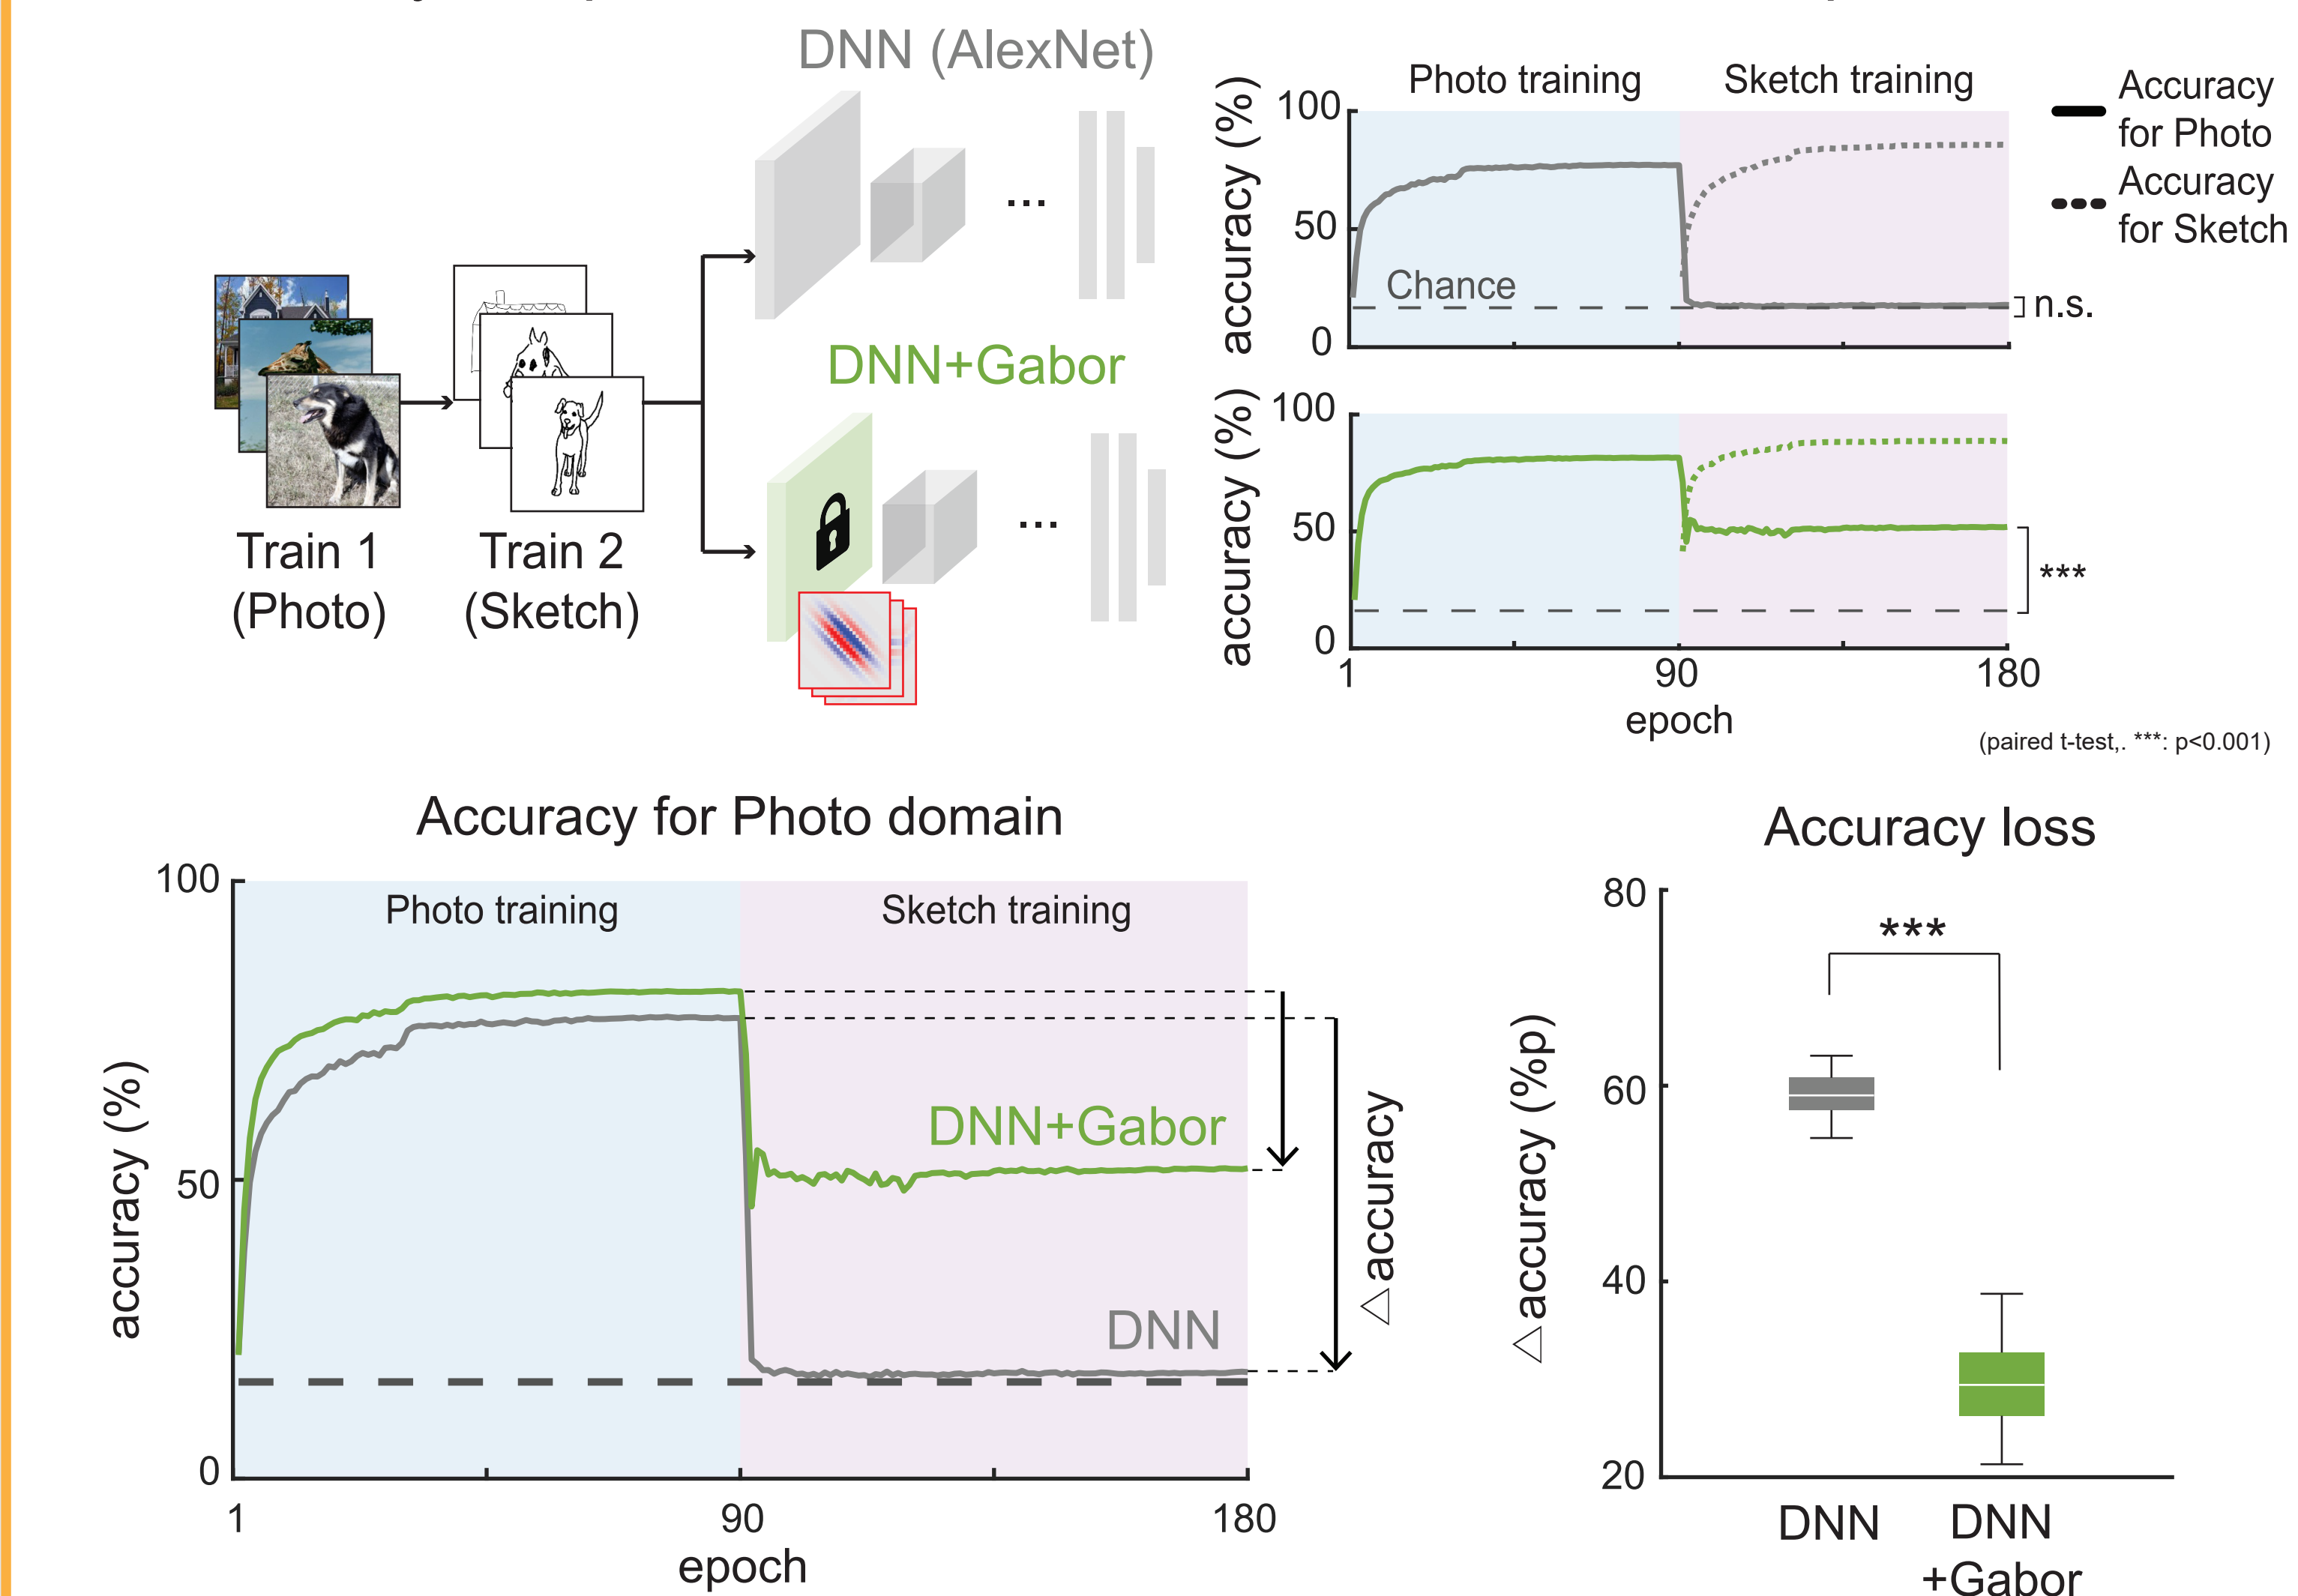 DNN (AlexNet)
DNN+Gabor
Train 1
(Photo)
Train 2
(Sketch)
...
...
Photo training
Sketch training
Accuracy
for Photo
Accuracy
for Sketch
accuracy (%)
100
50
0
Chance
n.s.
accuracy (%)
100
50
0
***
1
90
180
epoch
(paired t-test,. ***: p<0.001)
Accuracy for Photo domain
accuracy (%)
100
50
0
Photo training
Sketch training
DNN+Gabor
DNN
△accuracy
1
90
180
epoch
Accuracy loss
△accuracy (%p)
80
60
40
20
***
DNN
DNN
+Gabor